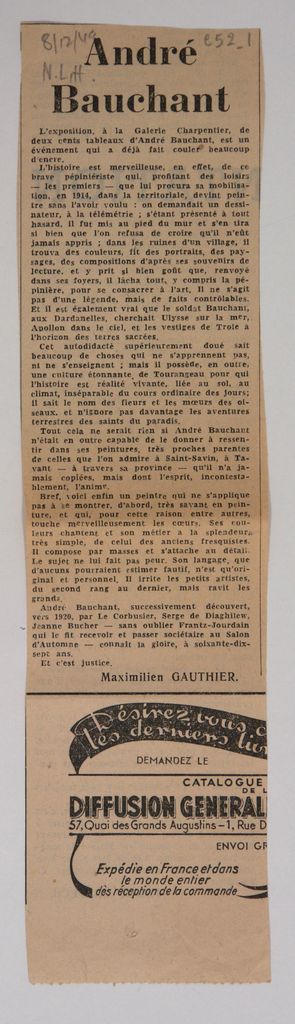 8/12/49
e52_1
N.L.H.
André
Bauchant
L'exposition, à la Galerie Charpentier, de
deux cents tableaux d'André Bauchant, est un
événement qui a déjà fait couler beaucoup
d'encre.
L'histoire est merveilleuse, en effet, de ce
brave pépiniériste qui, profitant des loisirs
— les premiers — que lui procura sa mobilisa-
tion, en 1914, dans la territoriale, devint pein-
tre sans l'avoir voulu : on demandait un dessi-
nateur, à la télémétrie ; s'étant présenté à tout
hasard, il fut mis au pied du mur et s'en tira
si bien que l'on refusa de croire qu'il n'eût
jamais appris ; dans les ruines d'un village, il
trouva des couleurs, fit des portraits, des pay-
sages, des compositions d'après ses souvenirs de
lecture, et y prit si bien goût que, renvoyé
dans ses foyers, il lâcha tout, y compris la pé-
pinière, pour se consacrer à l'art. Il ne s'agit
pas d'une légende, mais de faits contrôlables.
Et il est également vrai que le soldat Bauchant,
aux Dardanelles, cherchait Ulysse sur la mer,
Apollon dans le ciel, et les vestiges de Troie à
l'horizon des terres sacrées.
Cet autodidacte supérieurement doué sait
beaucoup de choses qui ne s'apprennent pas,
ni ne s'enseignent ; mais il possède, en outre,
une culture étonnante, de Tourangeau pour qui
l'histoire est réalité vivante, liée au sol, au
climat, inséparable du cours ordinaire des jours;
il sait le nom des fleurs et les mœurs des oi-
seaux, et n'ignore pas davantage les aventures
terrestres des saints du paradis.
Tout cela ne serait rien si André Bauchant
n'était en outre capable de le donner à ressen-
tir dans ses peintures, très proches parentes
de celles que l'on admire à Saint-Savin, à Ta-
vant — à travers sa province — qu'il n'a ja-
mais copiées, mais dont l'esprit, incontesta-
blement, l'anime.
Bref, voici enfin un peintre qui ne s'applique
pas à se montrer, d'abord, très savant en pein-
ture, et qui, pour cette raison entre autres,
touche merveilleusement les cœurs. Ses cou-
leurs chantent et son métier a la splendeur,
très simple, de celui des anciens fresquistes.
Il compose par masses et s'attache au détail.
Le sujet ne lui fait pas peur. Son langage, que
d'aucuns pourraient estimer fautif, n'est qu'ori-
ginal et personnel. Il irrite les petits artistes,
du second rang au dernier, mais ravit les
grands.
André Bauchant, successivement découvert,
vers 1920, par Le Corbusier, Serge de Diaghilew,
Jeanne Bucher — sans oublier Frantz-Jourdain
qui le fit recevoir et passer sociétaire au Salon
d'Automne — connaît la gloire, à soixante-dix-
sept ans.
Et c'est justice.
Maximilien GAUTHIER.
Désirez-vous
les derniers
DEMANDEZ LE
CATALOGUE
DE L
DIFFUSION GENERAL
57, Quai des Grands Augustins - 1, Rue D
ENVOI GR
Expédie en France et dans
le monde entier
dès réception de la commande